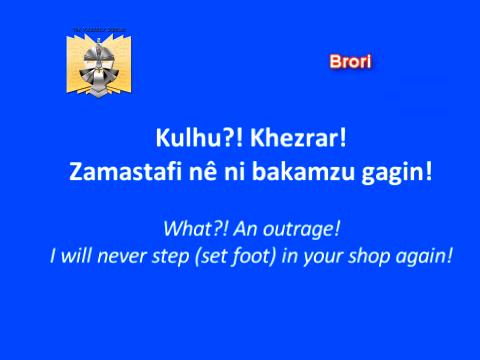 Brori
Kulhu?! Khezrar!
Zamastafi nê ni bakamzu gagin!
What?! An outrage!
I will never step (set foot) in your shop again!